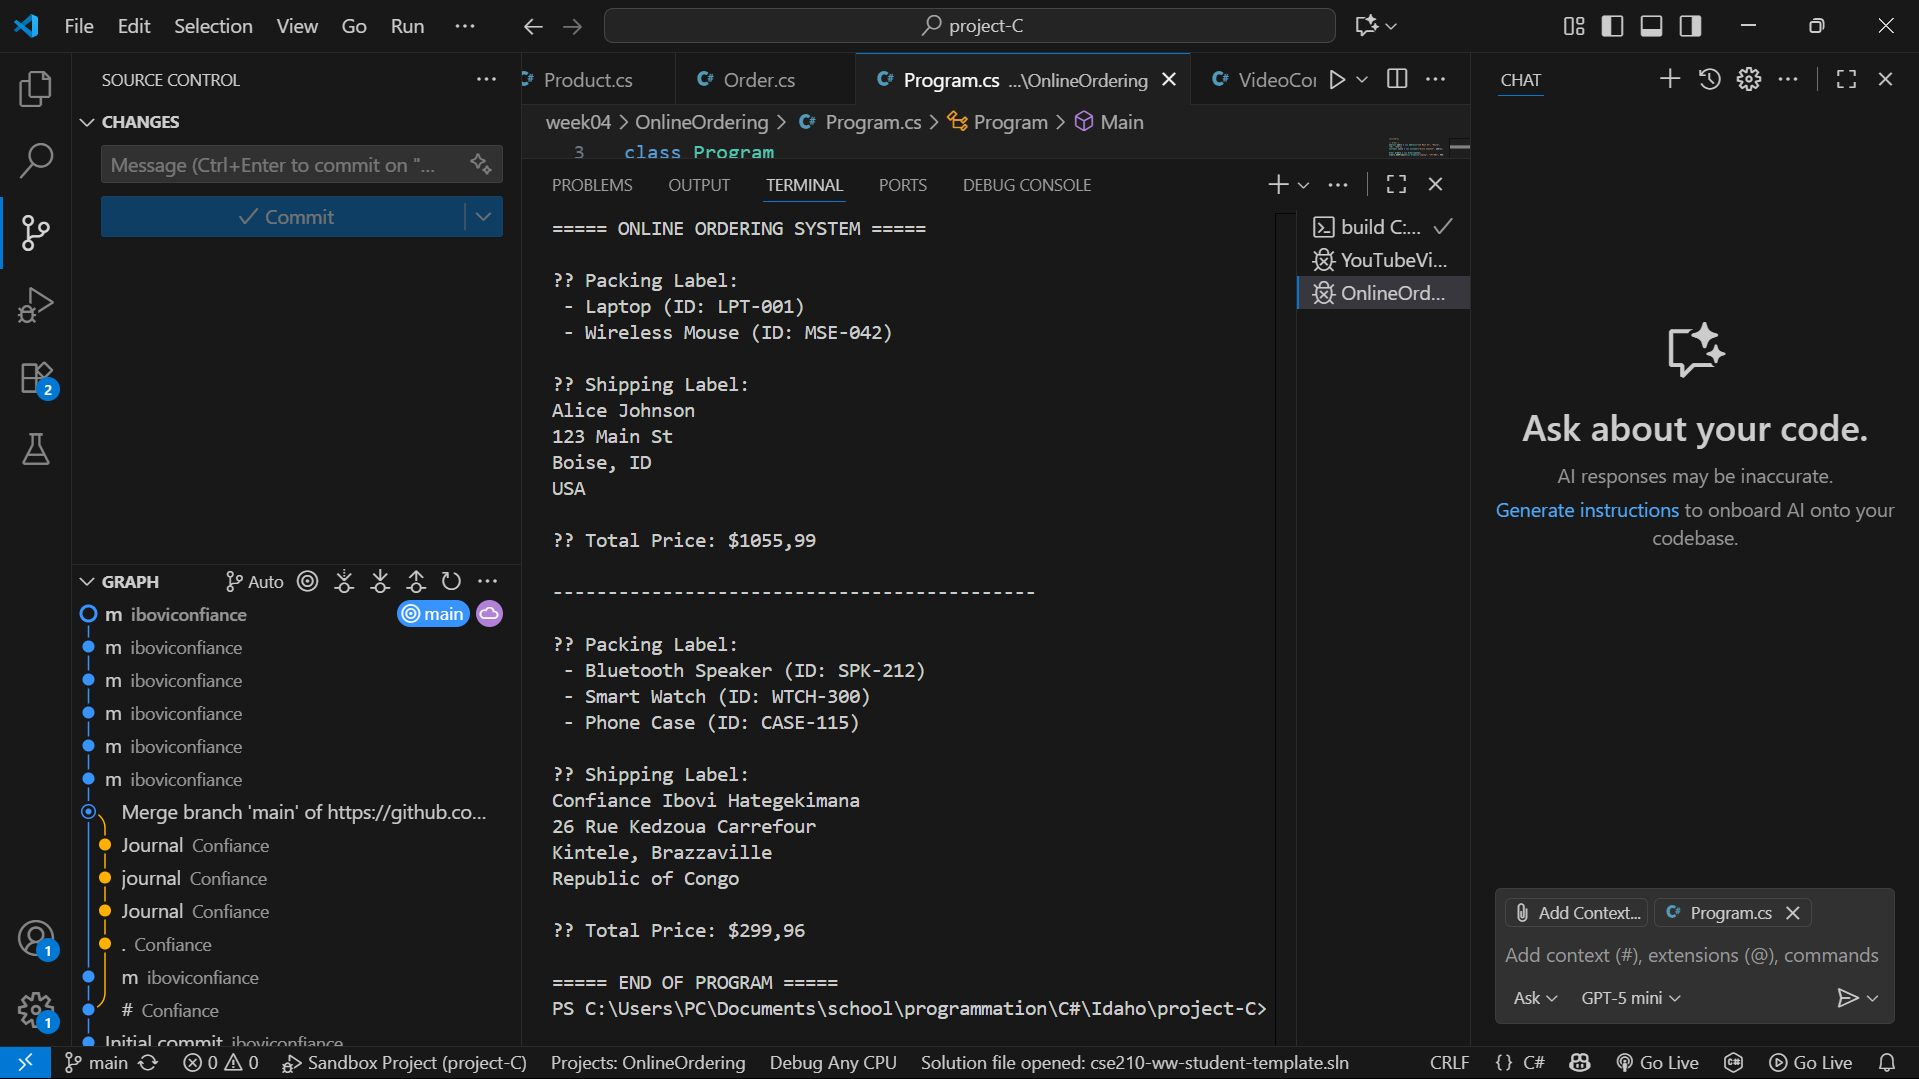 File Edit Selection View Go Run ···
project-C
SOURCE CONTROL
CHANGES
Message (Ctrl+Enter to commit on "...
Commit
GRAPH
Auto
m iboviconfiance
main
m iboviconfiance
m iboviconfiance
m iboviconfiance
m iboviconfiance
m iboviconfiance
Merge branch 'main' of https://github.co...
Journal Confiance
journal Confiance
Journal Confiance
. Confiance
m iboviconfiance
# Confiance
Initial commit iboviconfiance
2
1
1
Product.cs
Order.cs
Program.cs ...\OnlineOrdering
VideoCo
week04 > OnlineOrdering > Program.cs > Program > Main
3 class Program
PROBLEMS OUTPUT TERMINAL PORTS DEBUG CONSOLE
===== ONLINE ORDERING SYSTEM =====
?? Packing Label:
- Laptop (ID: LPT-001)
- Wireless Mouse (ID: MSE-042)
?? Shipping Label:
Alice Johnson
123 Main St
Boise, ID
USA
?? Total Price: $1055,99
--------------------------------------------
?? Packing Label:
- Bluetooth Speaker (ID: SPK-212)
- Smart Watch (ID: WTCH-300)
- Phone Case (ID: CASE-115)
?? Shipping Label:
Confiance Ibovi Hategekimana
26 Rue Kedzoua Carrefour
Kintele, Brazzaville
Republic of Congo
?? Total Price: $299,96
===== END OF PROGRAM =====
PS C:\Users\PC\Documents\school\programmation\C#\Idaho\project-C>
build C:...
YouTubeVi...
OnlineOrd...
CHAT
Ask about your code.
AI responses may be inaccurate.
Generate instructions to onboard AI onto your
codebase.
Add Context...
Program.cs
Add context (#), extensions (@), commands
Ask
GPT-5 mini
main
0 0
Sandbox Project (project-C)
Projects: OnlineOrdering
Debug Any CPU
Solution file opened: cse210-ww-student-template.sln
CRLF
{} C#
Go Live
Go Live